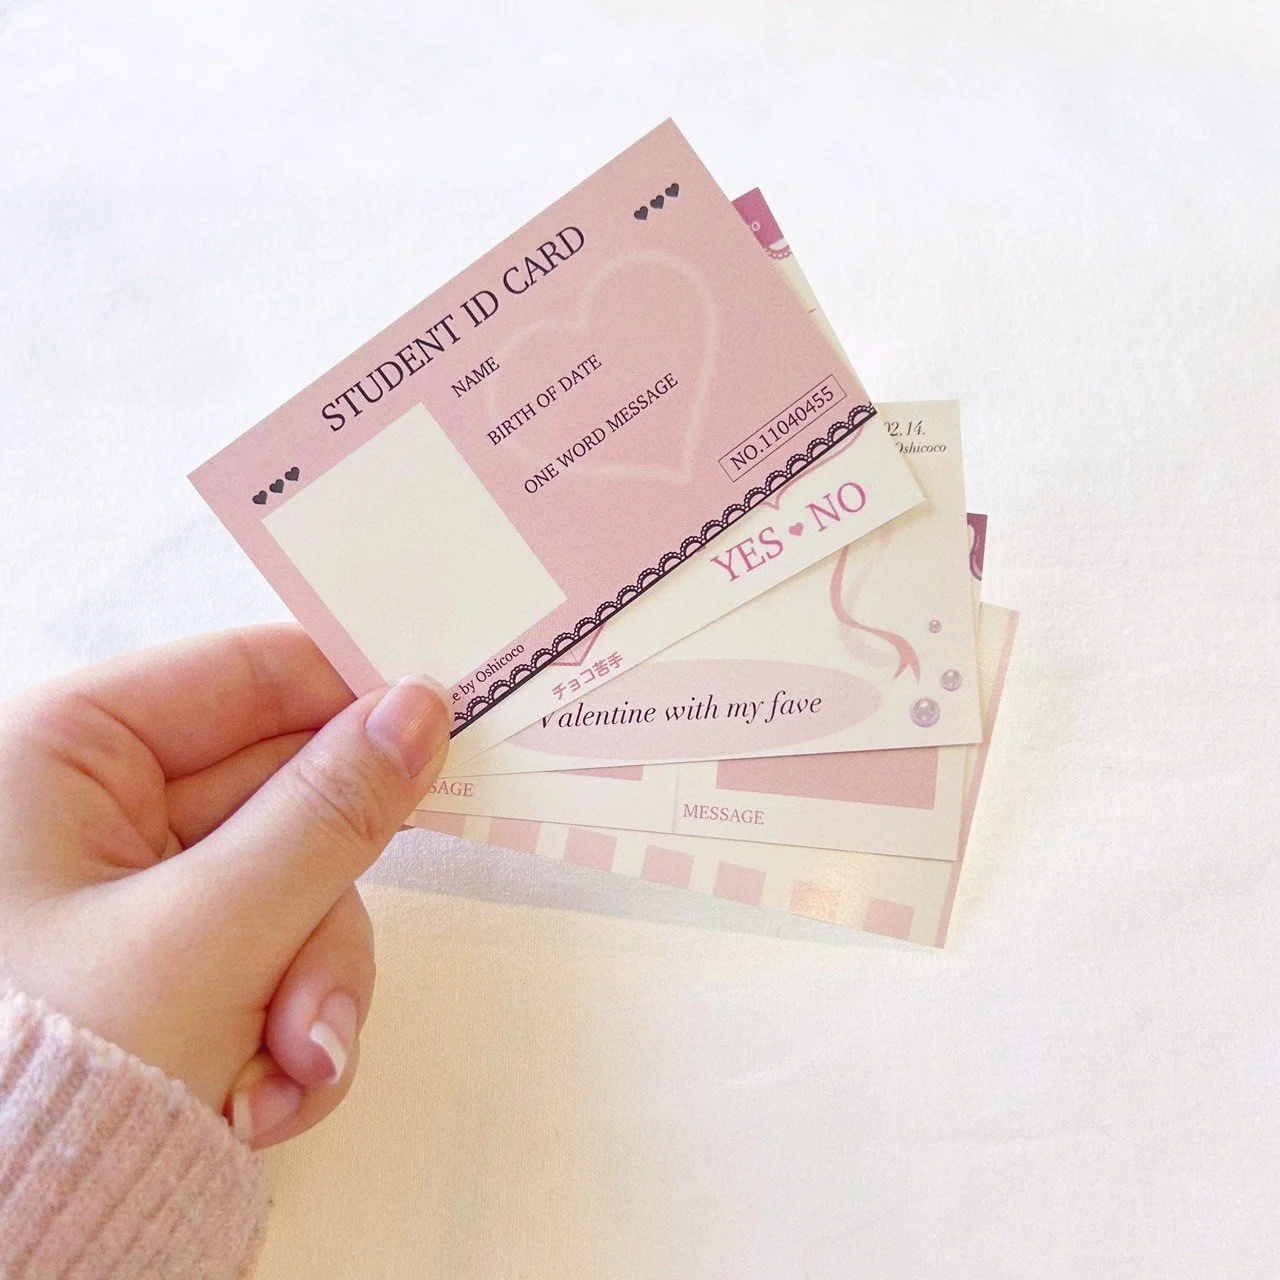 STUDENT ID CARD
NAME
BIRTH OF DATE
ONE WORD MESSAGE
NO.11040455
by Oshicoco
YES♥NO
チョコ苦手
02.14.
Oshicoco
Valentine with my fave
MESSAGE